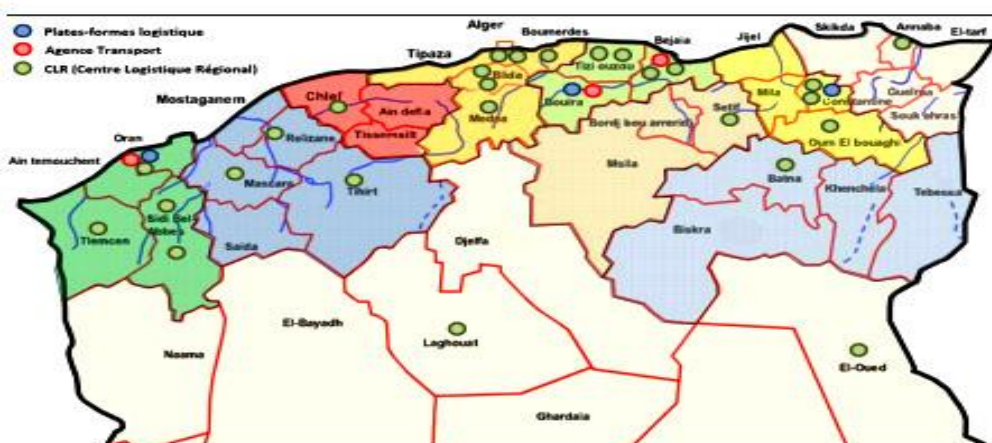 Plates-formes logistique
Agence Transport
CLR (Centre Logistique Régional)
Alger
Boumerdes
Tipaza
Tizi ouzou
Bejaia
Jijel
Skikda
Annaba
El-tarf
Blida
Mostaganem
Chlef
Ain defla
Tissemsilt
Medea
Bouira
Bordj bou arreridj
Setif
Mila
Constantine
Guelma
Souk ahras
Oum El bouaghi
Oran
Ain temouchent
Relizane
Mascara
Tihirt
Msila
Batna
Khenchela
Tebessa
Sidi Bel
Abbes
Tlemcen
Saida
Djelfa
Biskra
Naama
El-Bayadh
Laghouat
El-Oued
Ghardaia